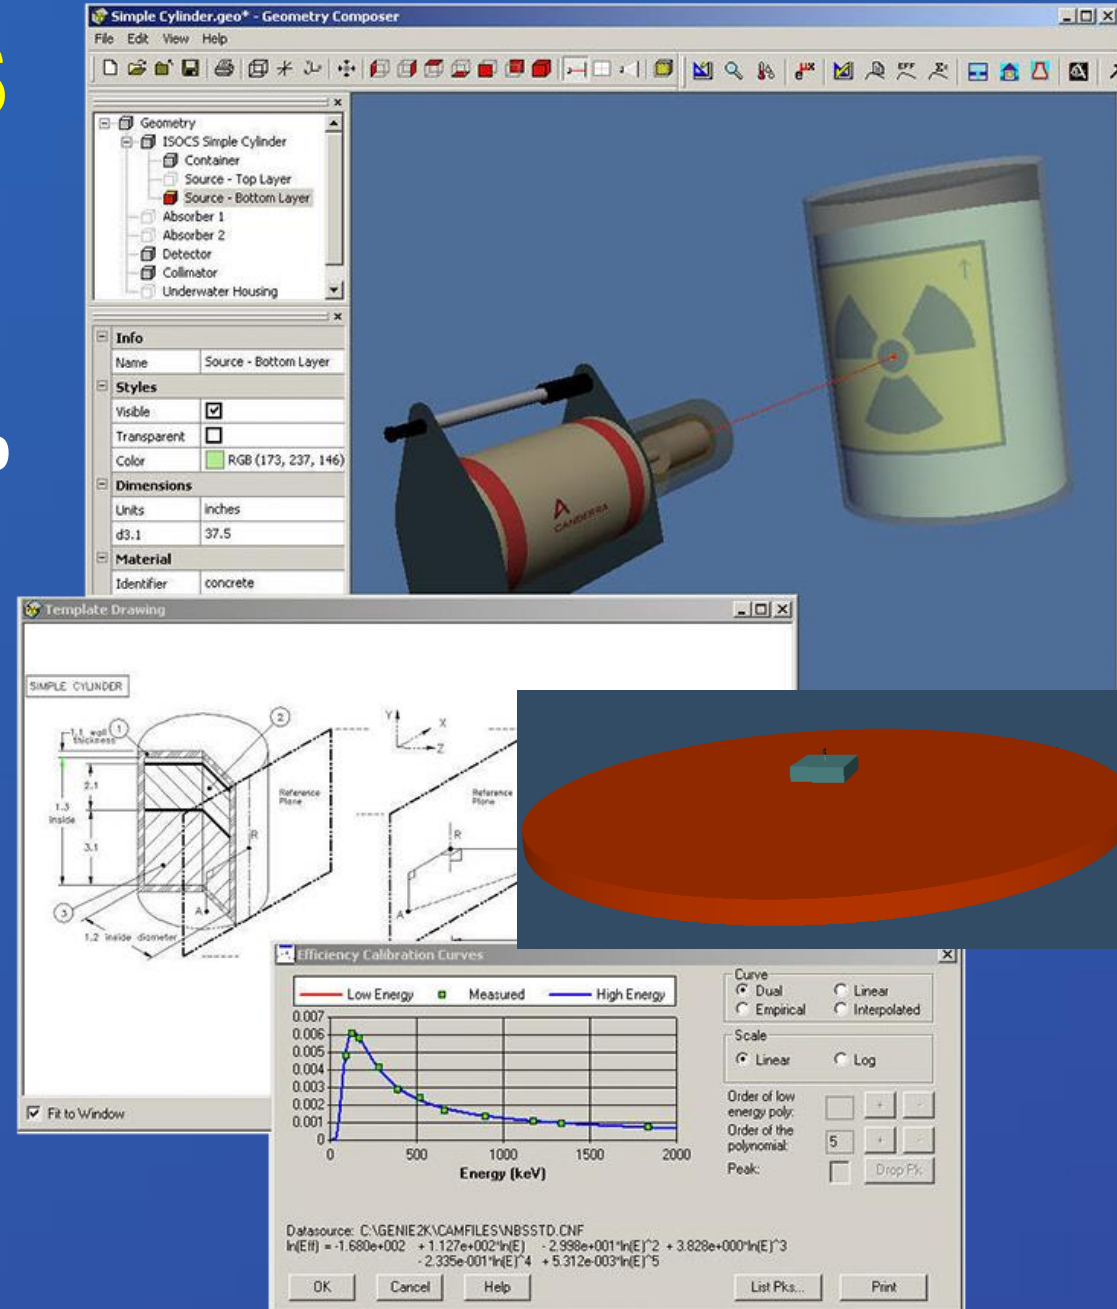 S
Simple Cylinder.geo* - Geometry Composer
File Edit View Help
EFF
Geometry
ISOCS Simple Cylinder
Container
Source - Top Layer
Source - Bottom Layer
Absorber 1
Absorber 2
Detector
Collimator
Underwater Housing
Info
Name Source - Bottom Layer
Styles
Visible
Transparent
Color RGB (173, 237, 146)
Dimensions
Units inches
d3.1 37.5
Material
Identifier concrete
CANBERRA
Template Drawing
SIMPLE CYLINDER
1.1 wall thickness
1
2
2.1
1.3
inside
3.1
3
1.2 inside diameter
R
A
Reference
Plane
Y
X
Z
Reference
Plane
R
A
Fit to Window
Efficiency Calibration Curves
Low Energy Measured High Energy
0.007
0.006
0.005
0.004
0.003
0.002
0.001
0
0 500 1000 1500 2000
Energy (keV)
Curve
Dual Linear
Empirical Interpolated
Scale
Linear Log
Order of low
energy poly: + -
Order of the
polynomial: 5 + -
Peak: Drop Pk
Datasource: C:\GENIE2K\CAMFILES\NBSSTD.CNF
ln(Eff) = -1.680e+002 + 1.127e+002*ln(E) - 2.998e+001*ln(E)^2 + 3.828e+000*ln(E)^3
- 2.335e-001*ln(E)^4 + 5.312e-003*ln(E)^5
OK Cancel Help List Pks... Print